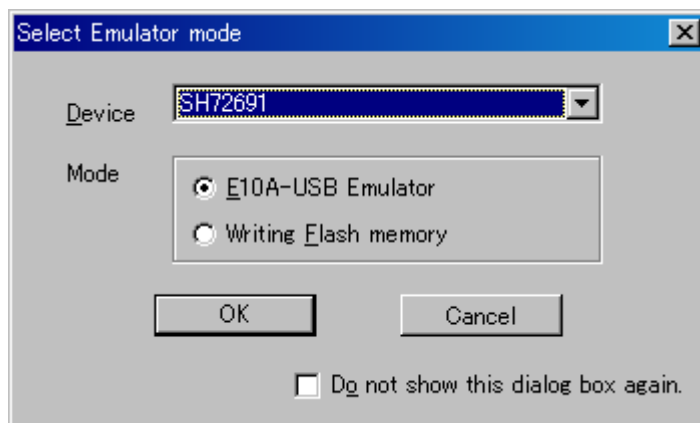 Select Emulator mode
Device SH72691
Mode
E10A-USB Emulator
Writing Flash memory
OK Cancel
Do not show this dialog box again.